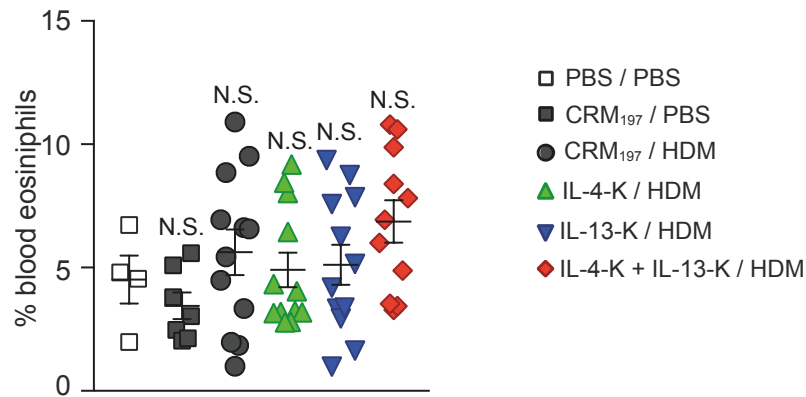 15
10
5
0
% blood eosiniphils
N.S.
N.S.
N.S.
N.S.
N.S.
PBS / PBS
CRM₁₉₇ / PBS
CRM₁₉₇ / HDM
IL-4-K / HDM
IL-13-K / HDM
IL-4-K + IL-13-K / HDM